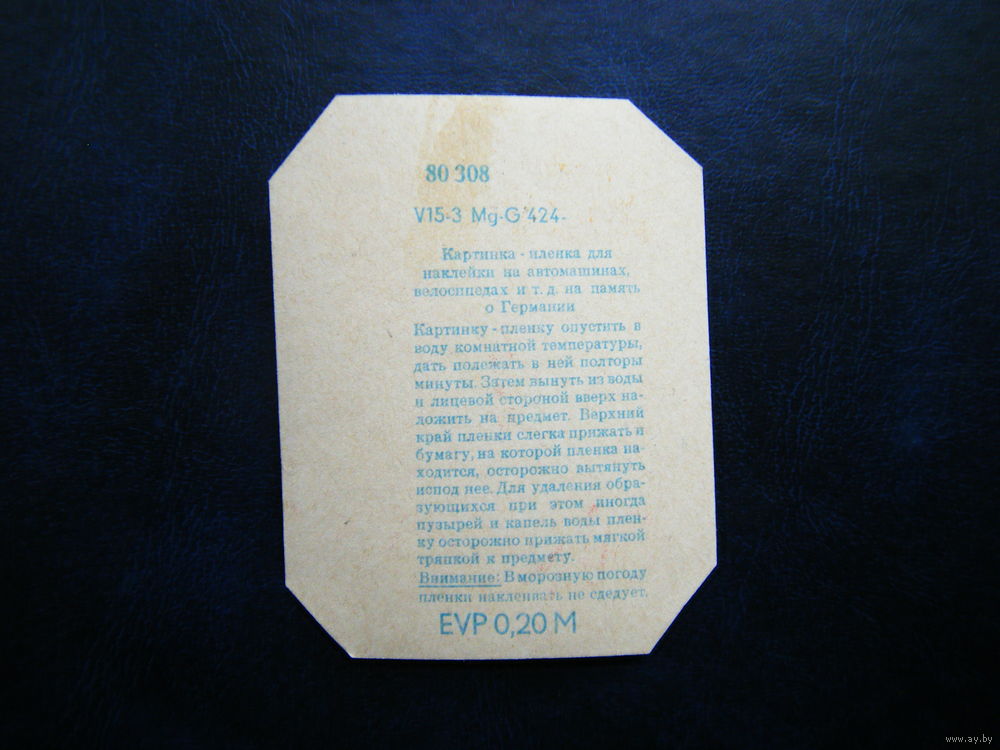 80 308
V15-3 Mg-G 424-
Картинка - пленка для
наклейки на автомашинах,
велосипедах и т. д. на память
о Германии
Картинку - пленку опустить в
воду комнатной температуры,
дать полежать в ней полторы
минуты. Затем вынуть из воды
и лицевой стороной вверх на-
ложить на предмет. Верхний
край пленки слегка прижать и
бумагу, на которой пленка на-
ходится, осторожно вытянуть
испод нее. Для удаления обра-
зующихся при этом иногда
пузырей и капель воды плен-
ку осторожно прижать мягкой
тряпкой к предмету.
Внимание: В морозную погоду
пленки наклеивать не следует.
EVP 0,20 M
www.ay.by